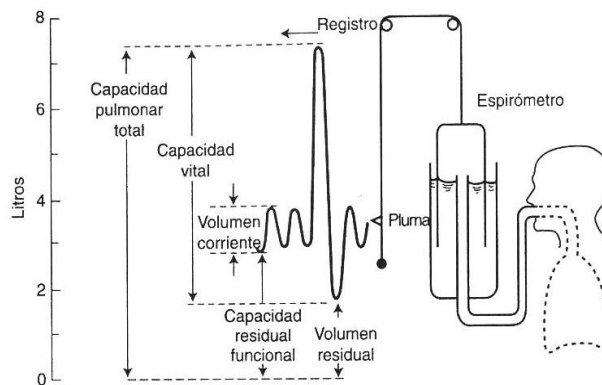 8
6
4
2
0
Litros
Registro
Capacidad
pulmonar
total
Capacidad
vital
Volumen
corriente
Capacidad
residual
funcional
Volumen
residual
Pluma
Espirómetro